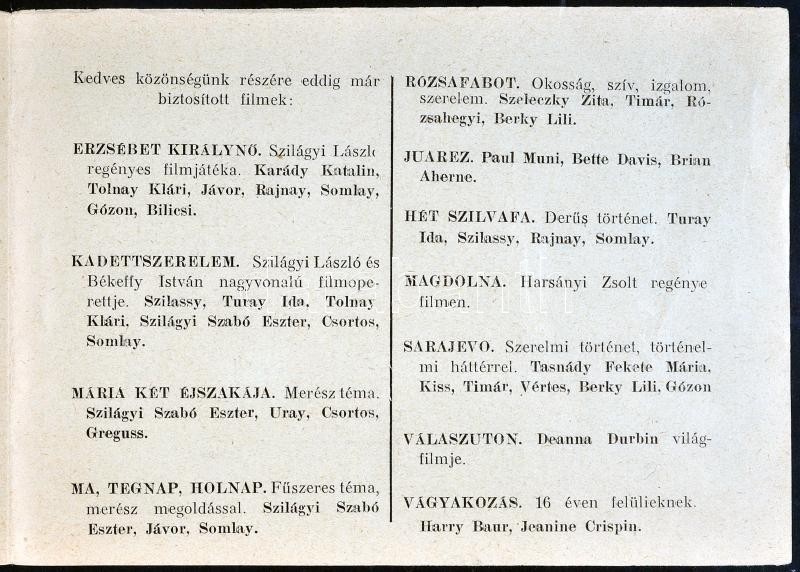 Kedves közönségünk részére eddig már
biztosított filmek:
ERZSÉBET KIRÁLYNŐ. Szilágyi László
regényes filmjátéka. Karády Katalin,
Tolnay Klári, Jávor, Rajnay, Somlay,
Gózon, Bilicsi.
KADETTSZERELEM. Szilágyi László és
Békeffy István nagyvonalú filmope-
rettje. Szilassy, Turay Ida, Tolnay
Klári, Szilágyi Szabó Eszter, Csortos,
Somlay.
MÁRIA KÉT ÉJSZAKÁJA. Merész téma.
Szilágyi Szabó Eszter, Uray, Csortos,
Greguss.
MA, TEGNAP, HOLNAP. Fűszeres téma,
merész megoldással. Szilágyi Szabó
Eszter, Jávor, Somlay.
RÓZSAFABOT. Okosság, szív, izgalom,
szerelem. Szeleczky Zita, Timár, Ró-
zsahegyi, Berky Lili.
JUAREZ. Paul Muni, Bette Davis, Brian
Aherne.
HÉT SZILVAFA. Derűs történet. Turay
Ida, Szilassy, Rajnay, Somlay.
MAGDOLNA. Harsányi Zsolt regénye
filmen.
SARAJEVO. Szerelmi történet, történel-
mi háttérrel. Tasnády Fekete Mária,
Kiss, Timár, Vértes, Berky Lili, Gózon
VÁLASZUTON. Deanna Durbin világ-
filmje.
VÁGYAKOZÁS. 16 éven felülieknek.
Harry Baur, Jeanine Crispin.